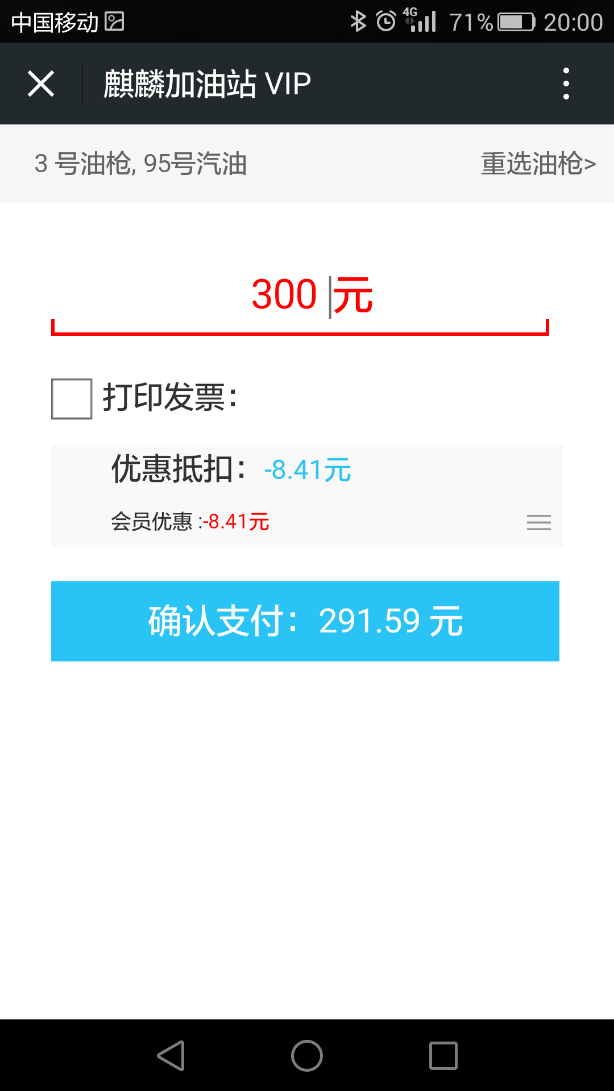 中国移动 4G 71% 20:00
麒麟加油站 VIP
3 号油枪, 95号汽油 重选油枪>
300 元
打印发票：
优惠抵扣： -8.41元
会员优惠 :-8.41元
确认支付：291.59 元